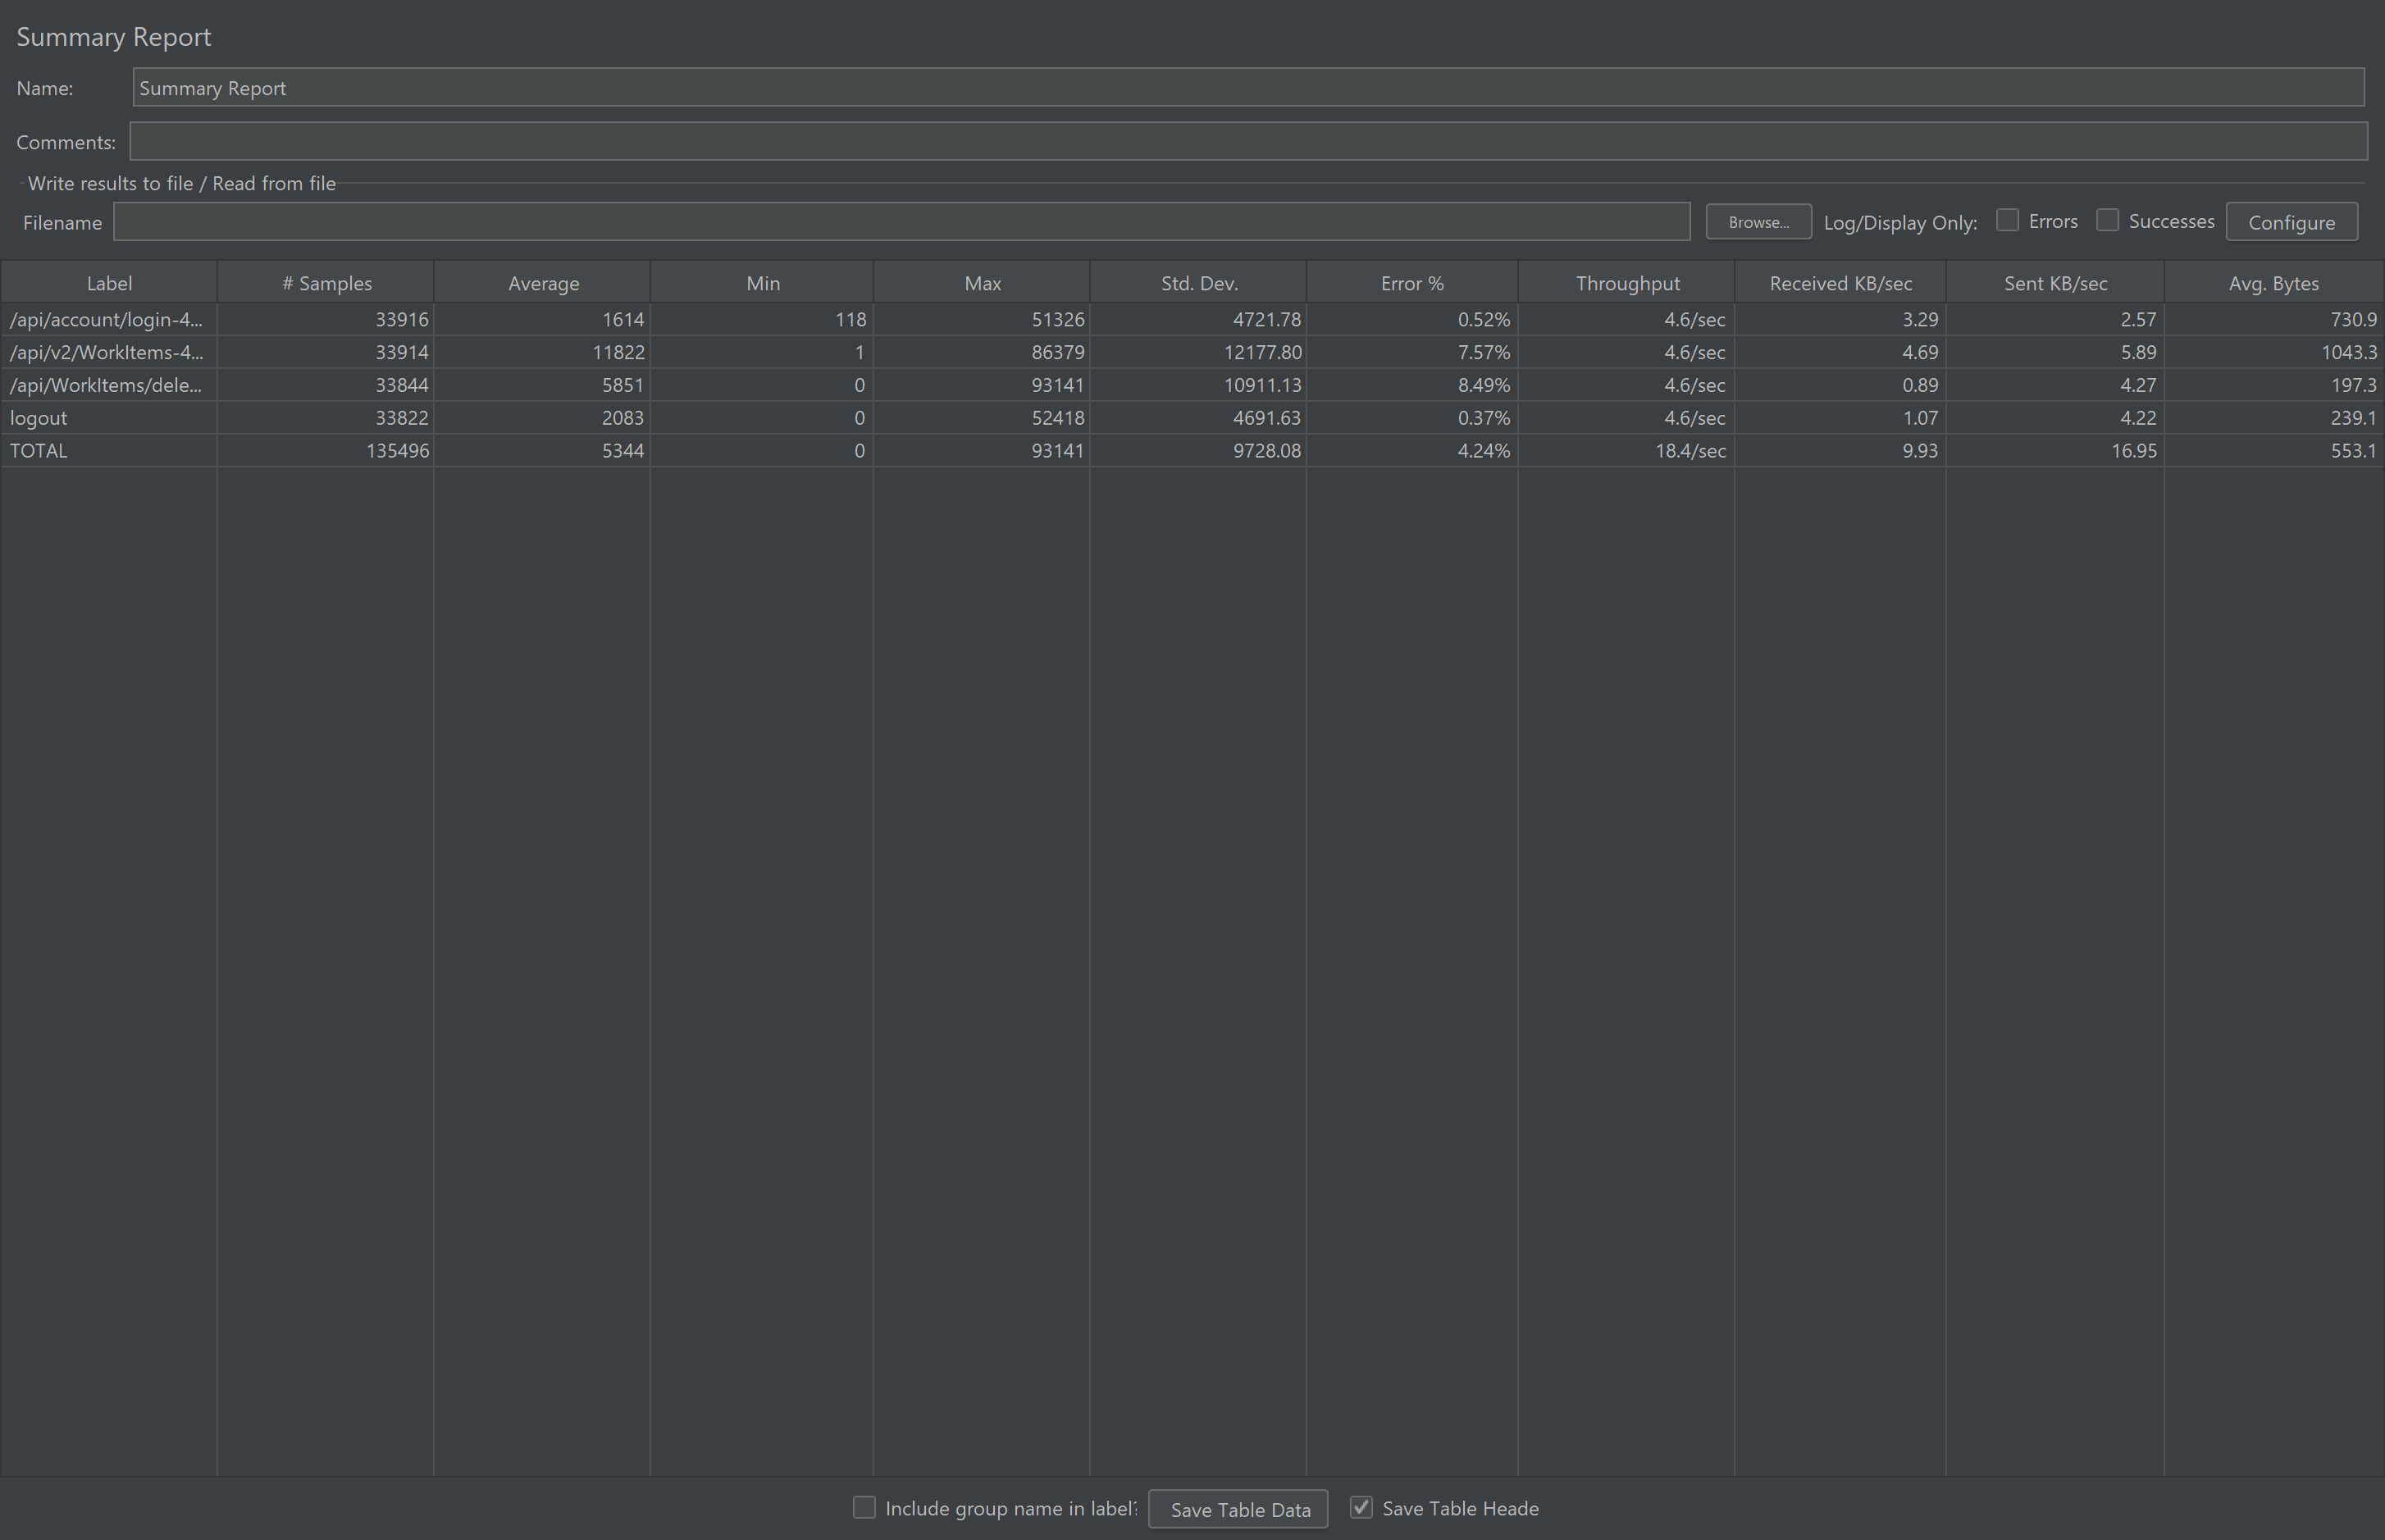 Summary Report
Name: Summary Report
Comments:
Write results to file / Read from file
Filename Browse... Log/Display Only: Errors Successes Configure
Label # Samples Average Min Max Std. Dev. Error % Throughput Received KB/sec Sent KB/sec Avg. Bytes
/api/account/login-4... 33916 1614 118 51326 4721.78 0.52% 4.6/sec 3.29 2.57 730.9
/api/v2/WorkItems-4... 33914 11822 1 86379 12177.80 7.57% 4.6/sec 4.69 5.89 1043.3
/api/WorkItems/dele... 33844 5851 0 93141 10911.13 8.49% 4.6/sec 0.89 4.27 197.3
logout 33822 2083 0 52418 4691.63 0.37% 4.6/sec 1.07 4.22 239.1
TOTAL 135496 5344 0 93141 9728.08 4.24% 18.4/sec 9.93 16.95 553.1
Include group name in label? Save Table Data Save Table Heade